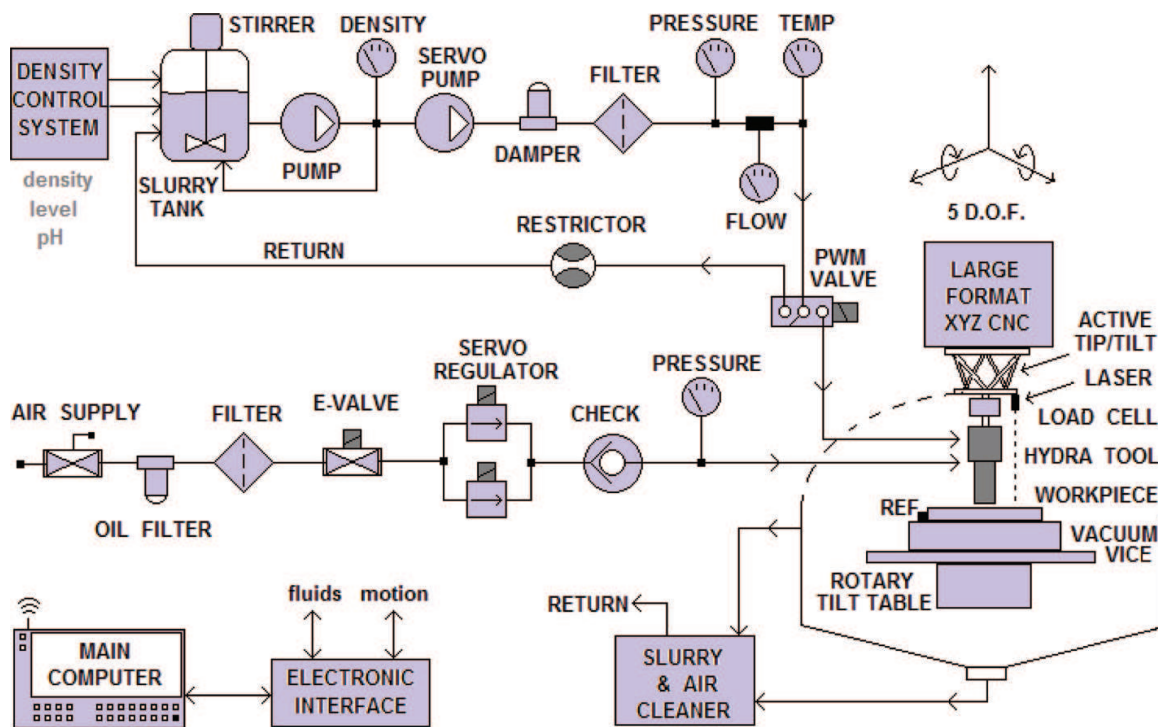 STIRRER
DENSITY
PRESSURE
TEMP
DENSITY
CONTROL
SYSTEM
SERVO
PUMP
FILTER
PUMP
DAMPER
density
level
pH
SLURRY
TANK
FLOW
5 D.O.F.
RETURN
RESTRICTOR
PWM
VALVE
LARGE
FORMAT
XYZ CNC
ACTIVE
TIP/TILT
LASER
LOAD CELL
HYDRA TOOL
WORKPIECE
REF
VACUUM
VICE
ROTARY
TILT TABLE
AIR SUPPLY
FILTER
E-VALVE
SERVO
REGULATOR
CHECK
PRESSURE
OIL FILTER
fluids
motion
RETURN
MAIN
COMPUTER
ELECTRONIC
INTERFACE
SLURRY
& AIR
CLEANER